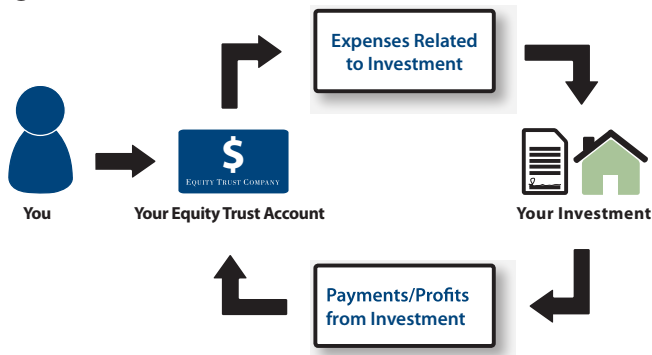 Expenses Related
to Investment
$
EQUITY TRUST COMPANY
You
Your Equity Trust Account
Your Investment
Payments/Profits
from Investment